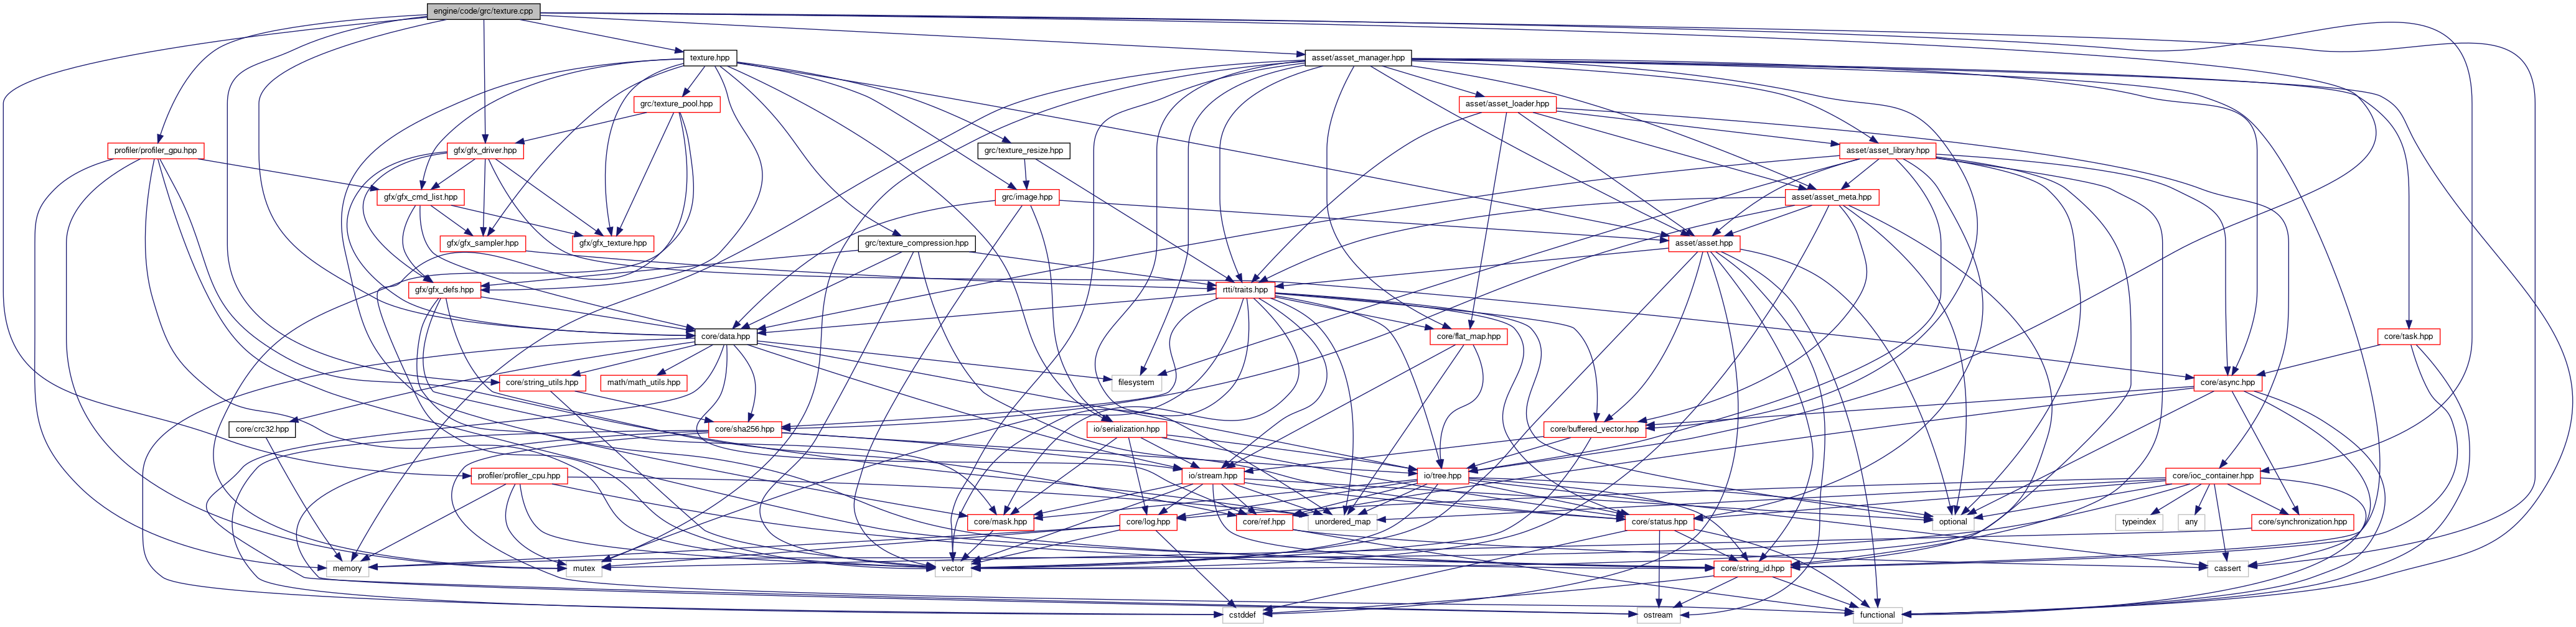 engine/code/grc/texture.cpp
texture.hpp
asset/asset_manager.hpp
grc/texture_pool.hpp
asset/asset_loader.hpp
profiler/profiler_gpu.hpp
gfx/gfx_driver.hpp
grc/texture_resize.hpp
asset/asset_library.hpp
gfx/gfx_cmd_list.hpp
grc/image.hpp
asset/asset_meta.hpp
gfx/gfx_sampler.hpp
gfx/gfx_texture.hpp
grc/texture_compression.hpp
asset/asset.hpp
gfx/gfx_defs.hpp
rtti/traits.hpp
core/data.hpp
core/flat_map.hpp
core/task.hpp
core/string_utils.hpp
math/math_utils.hpp
filesystem
core/async.hpp
core/crc32.hpp
core/sha256.hpp
io/serialization.hpp
core/buffered_vector.hpp
profiler/profiler_cpu.hpp
io/stream.hpp
io/tree.hpp
core/ioc_container.hpp
core/mask.hpp
core/log.hpp
core/ref.hpp
unordered_map
core/status.hpp
optional
typeindex
any
core/synchronization.hpp
memory
mutex
vector
core/string_id.hpp
cassert
cstddef
ostream
functional